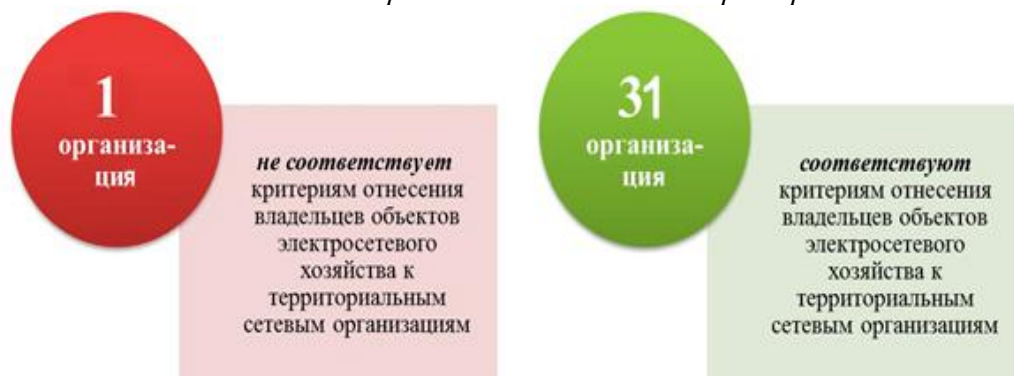 1
организа-
ция
не соответствует
критериям отнесения
владельцев объектов
электросетевого
хозяйства к
территориальным
сетевым организациям
31
организа-
ция
соответствуют
критериям отнесения
владельцев объектов
электросетевого
хозяйства к
территориальным
сетевым организациям